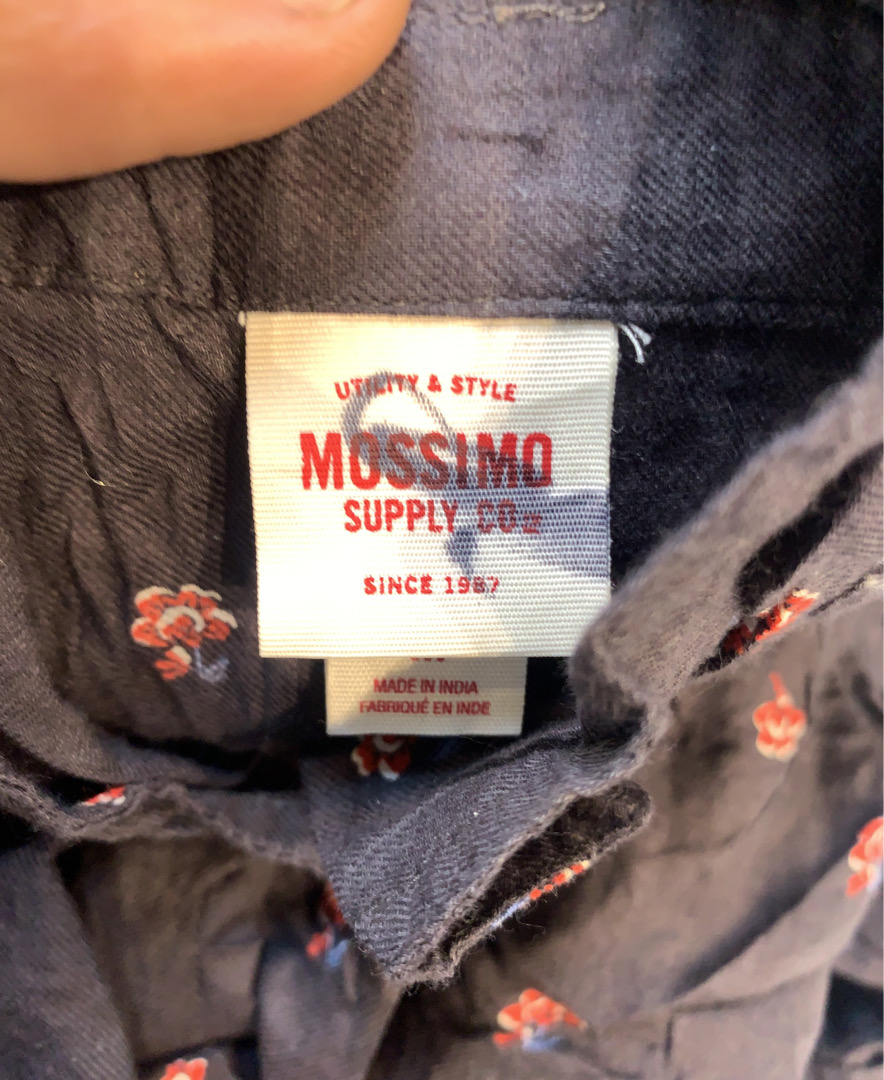 UTILITY & STYLE
MOSSIMO
SUPPLY CO
SINCE 1987
MADE IN INDIA
FABRIQUÉ EN INDE